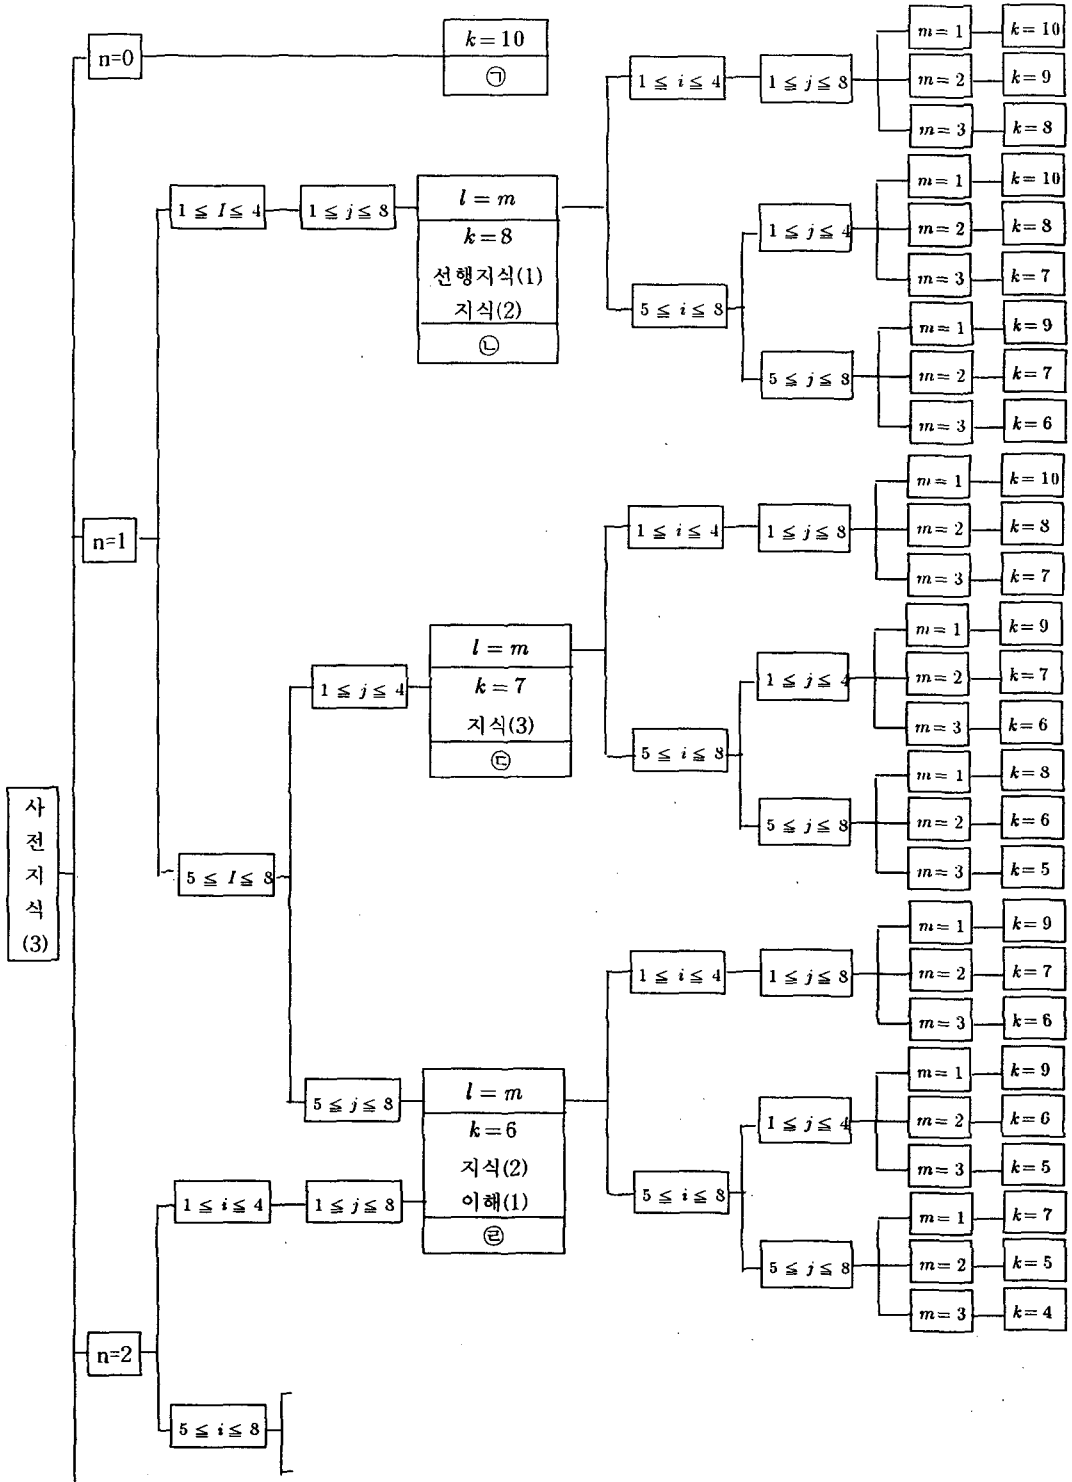 사
전
지
식
(3)
n=0
k = 10
㉠
n=1
1 ≦ I ≦ 4
1 ≦ j ≦ 8
l = m
k = 8
선행지식(1)
지식(2)
㉡
1 ≦ i ≦ 4
1 ≦ j ≦ 8
m = 1
k = 10
m = 2
k = 9
m = 3
k = 8
5 ≦ i ≦ 8
1 ≦ j ≦ 4
m = 1
k = 10
m = 2
k = 8
m = 3
k = 7
5 ≦ j ≦ 8
m = 1
k = 9
m = 2
k = 7
m = 3
k = 6
5 ≦ I ≦ 8
1 ≦ j ≦ 4
l = m
k = 7
지식(3)
㉢
1 ≦ i ≦ 4
1 ≦ j ≦ 8
m = 1
k = 10
m = 2
k = 8
m = 3
k = 7
5 ≦ i ≦ 8
1 ≦ j ≦ 4
m = 1
k = 9
m = 2
k = 7
m = 3
k = 6
5 ≦ j ≦ 8
m = 1
k = 8
m = 2
k = 6
m = 3
k = 5
5 ≦ j ≦ 8
l = m
k = 6
지식(2)
이해(1)
㉣
1 ≦ i ≦ 4
1 ≦ j ≦ 8
m = 1
k = 9
m = 2
k = 7
m = 3
k = 6
5 ≦ i ≦ 8
1 ≦ j ≦ 4
m = 1
k = 9
m = 2
k = 6
m = 3
k = 5
5 ≦ j ≦ 8
m = 1
k = 7
m = 2
k = 5
m = 3
k = 4
n=2
1 ≦ i ≦ 4
1 ≦ j ≦ 8
5 ≦ i ≦ 8